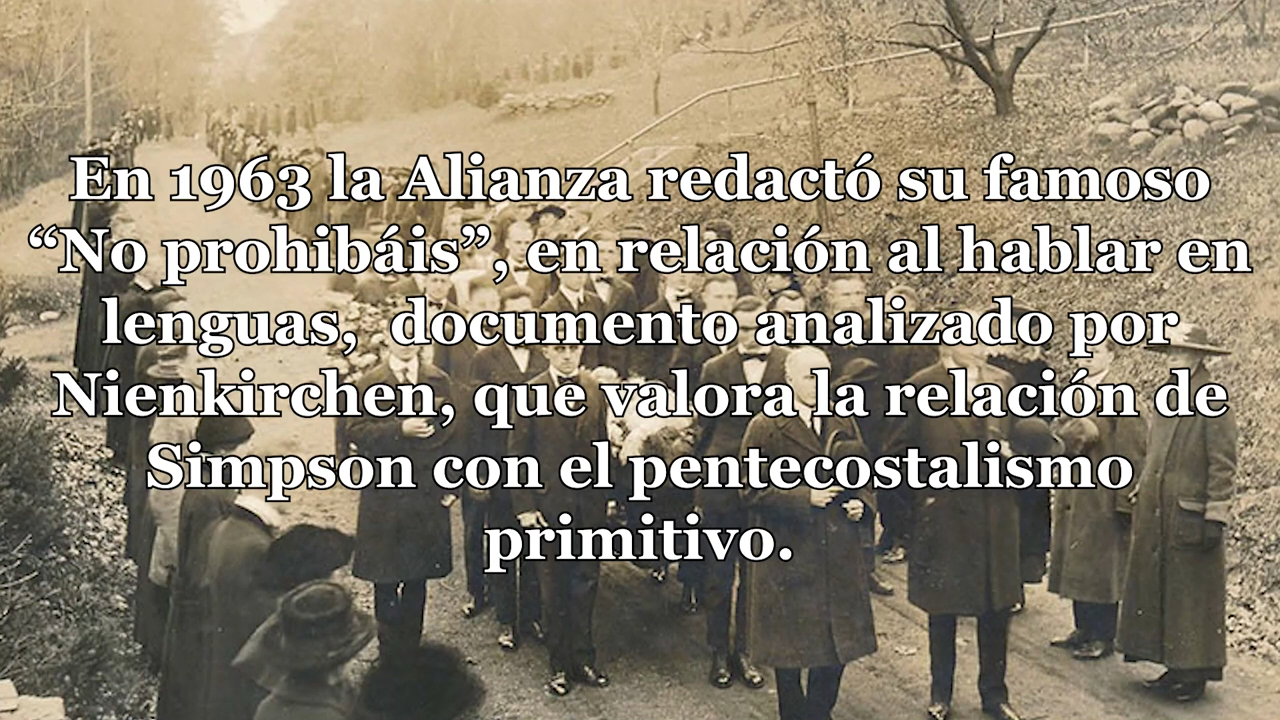 En 1963 la Alianza redactó su famoso
“No prohibáis”, en relación al hablar en
lenguas,  documento analizado por
Nienkirchen, que valora la relación de
Simpson con el pentecostalismo
primitivo.